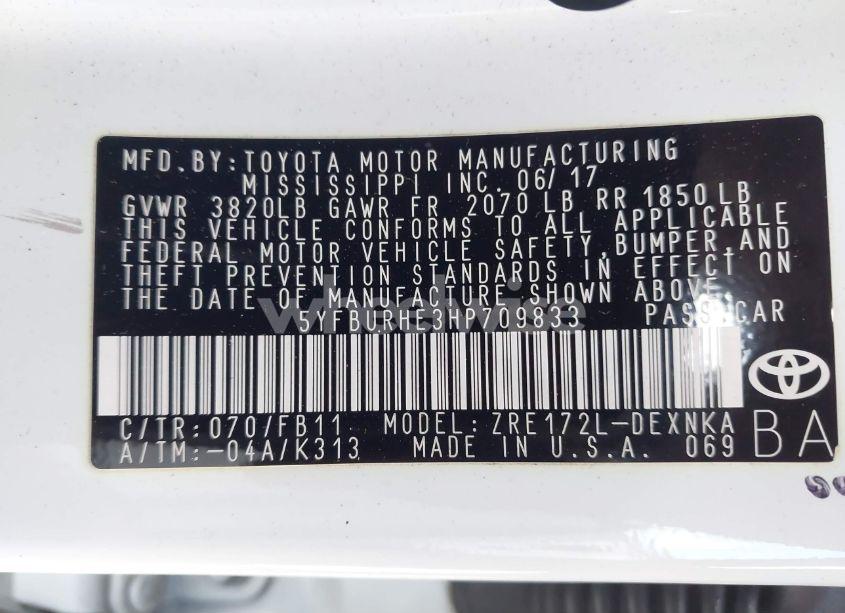 MFD.BY:TOYOTA MOTOR MANUFACTURING
MISSISSIPPI INC. 06/17
GVWR 3820LB GAWR FR 2070 LB RR 1850 LB
THIS VEHICLE CONFORMS TO ALL APPLICABLE
FEDERAL MOTOR VEHICLE SAFETY, BUMPER, AND
THEFT PREVENTION STANDARDS IN EFFECT ON
THE DATE OF MANUFACTURE SHOWN ABOVE.
5YFBURHE3HP709833 PASS.CAR
C/TR:070/FB11 MODEL:ZRE172L-DEXNKA
A/TM:-04A/K313 MADE IN U.S.A. 069
BA